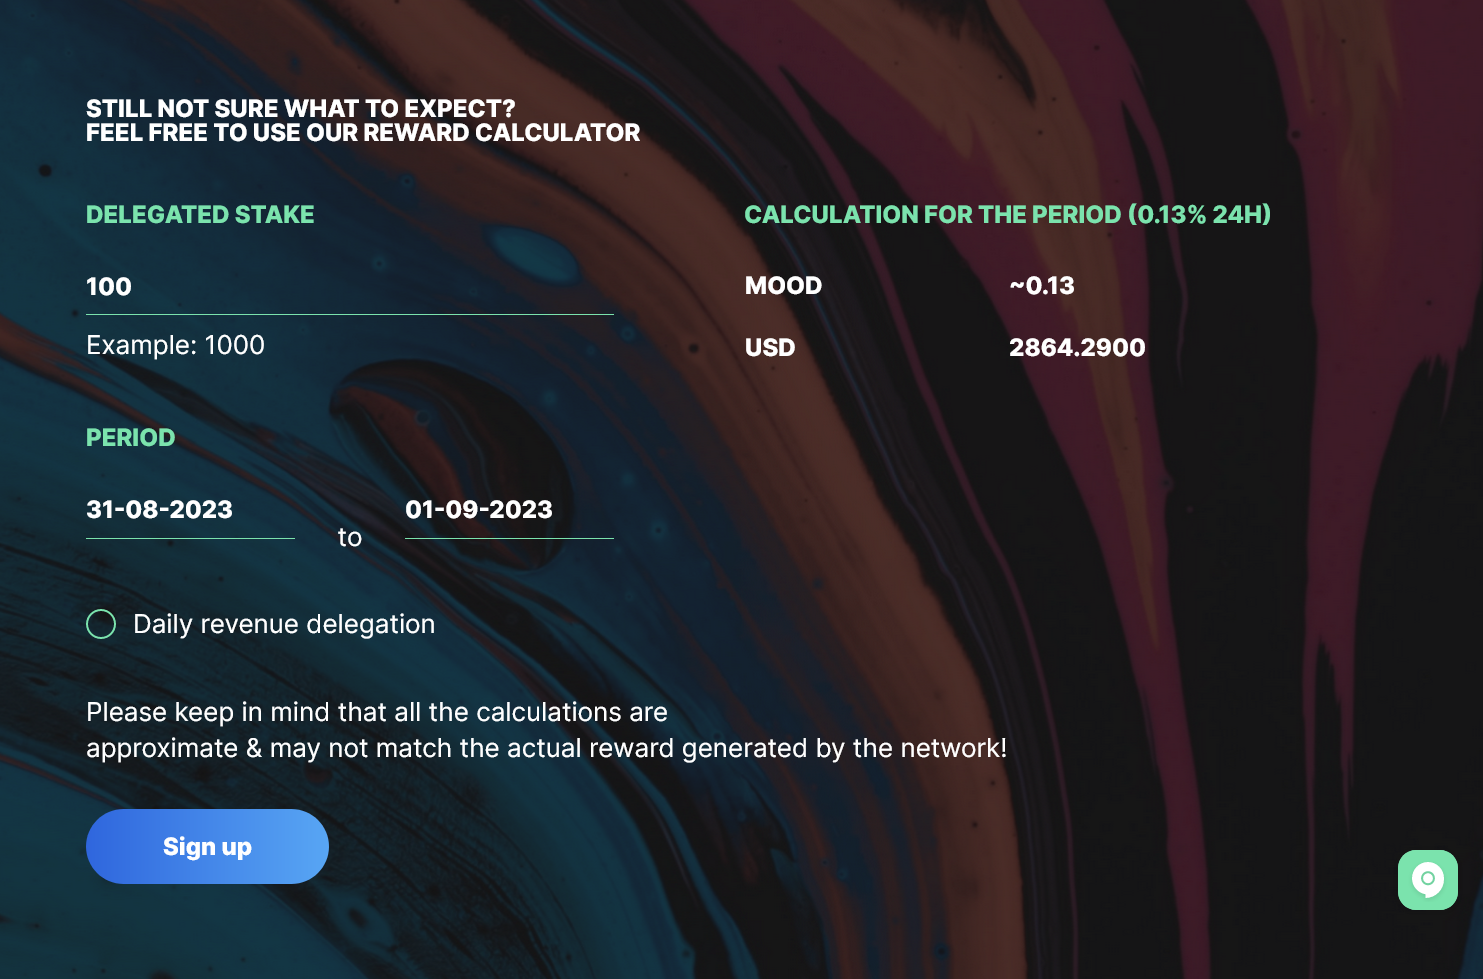 STILL NOT SURE WHAT TO EXPECT?
FEEL FREE TO USE OUR REWARD CALCULATOR
DELEGATED STAKE
100
Example: 1000
PERIOD
31-08-2023 to 01-09-2023
Daily revenue delegation
CALCULATION FOR THE PERIOD (0.13% 24H)
MOOD ~0.13
USD 2864.2900
Please keep in mind that all the calculations are
approximate & may not match the actual reward generated by the network!
Sign up